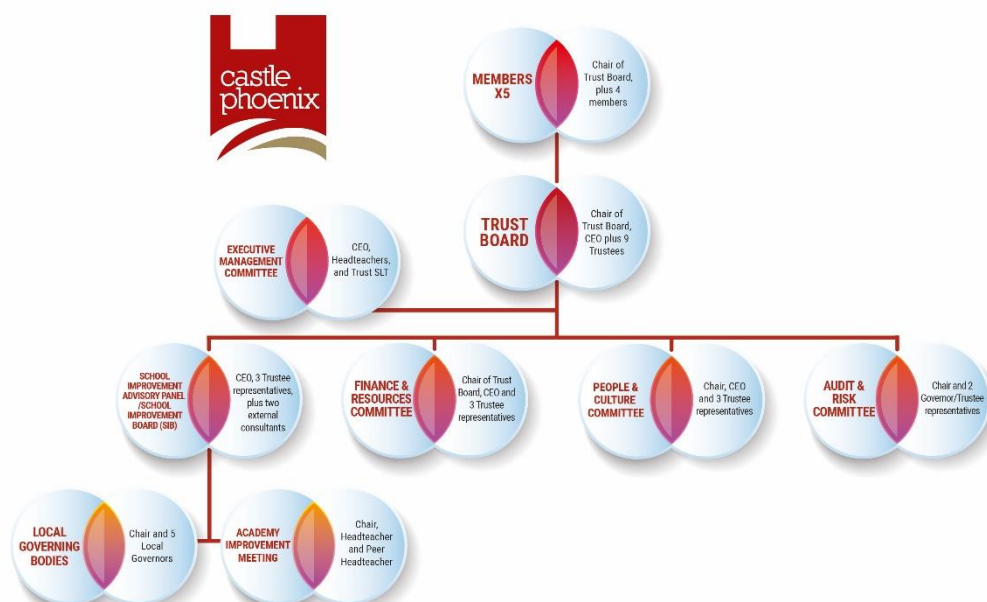 castle
phoenix
MEMBERS
X5
Chair of
Trust Board,
plus 4
members
TRUST
BOARD
Chair of
Trust Board,
CEO plus 9
Trustees
EXECUTIVE
MANAGEMENT
COMMITTEE
CEO,
Headteachers,
and Trust SLT
SCHOOL
IMPROVEMENT
ADVISORY PANEL
/SCHOOL
IMPROVEMENT
BOARD (SIB)
CEO, 3 Trustee
representatives,
plus two
external
consultants
FINANCE &
RESOURCES
COMMITTEE
Chair of Trust
Board, CEO and
3 Trustee
representatives
PEOPLE &
CULTURE
COMMITTEE
Chair, CEO
and 3 Trustee
representatives
AUDIT &
RISK
COMMITTEE
Chair and 2
Governor/Trustee
representatives
LOCAL
GOVERNING
BODIES
Chair and 5
Local
Governors
ACADEMY
IMPROVEMENT
MEETING
Chair,
Headteacher
and Peer
Headteacher